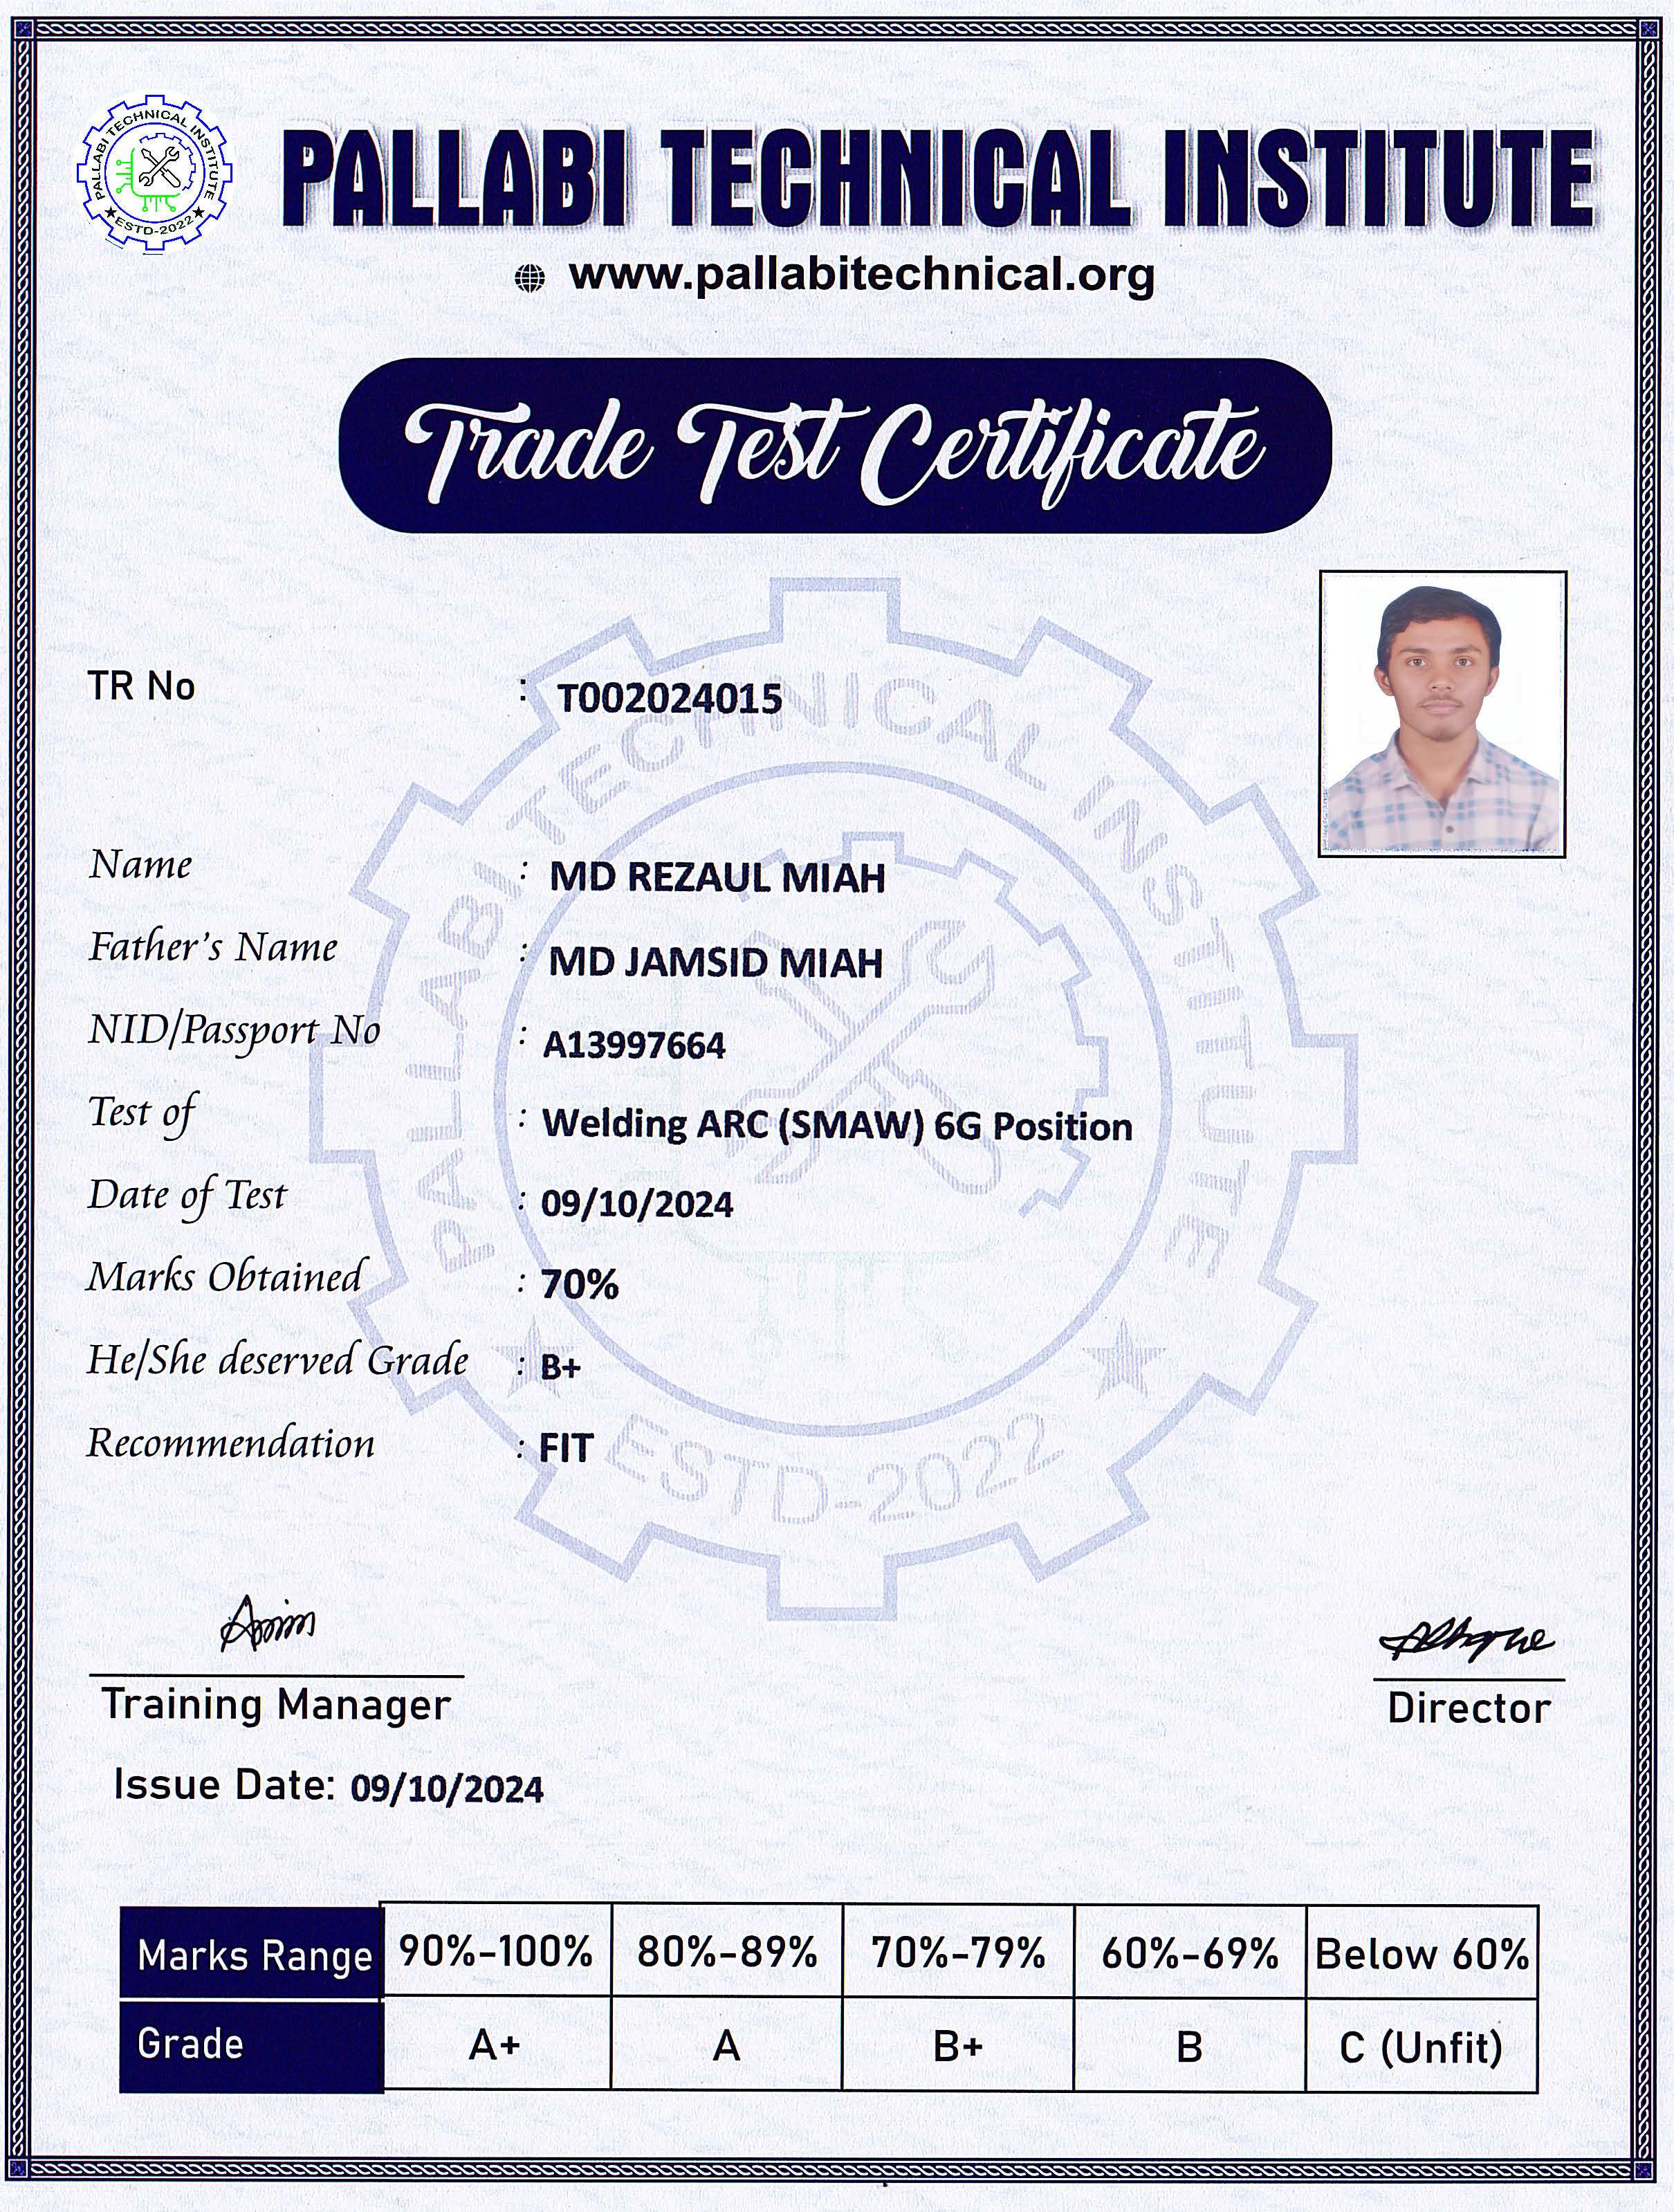 PALLABI TECHNICAL INSTITUTE
ESTD-2022
PALLABI TECHNICAL INSTITUTE
www.pallabitechnical.org
Trade Test Certificate
TR No : T002024015
Name : MD REZAUL MIAH
Father's Name : MD JAMSID MIAH
NID/Passport No : A13997664
Test of : Welding ARC (SMAW) 6G Position
Date of Test : 09/10/2024
Marks Obtained : 70%
He/She deserved Grade : B+
Recommendation : FIT
PALLABI TECHNICAL INSTITUTE
ESTD-2022
Training Manager
Director
Issue Date: 09/10/2024
Marks Range 90%-100% 80%-89% 70%-79% 60%-69% Below 60%
Grade A+ A B+ B C (Unfit)